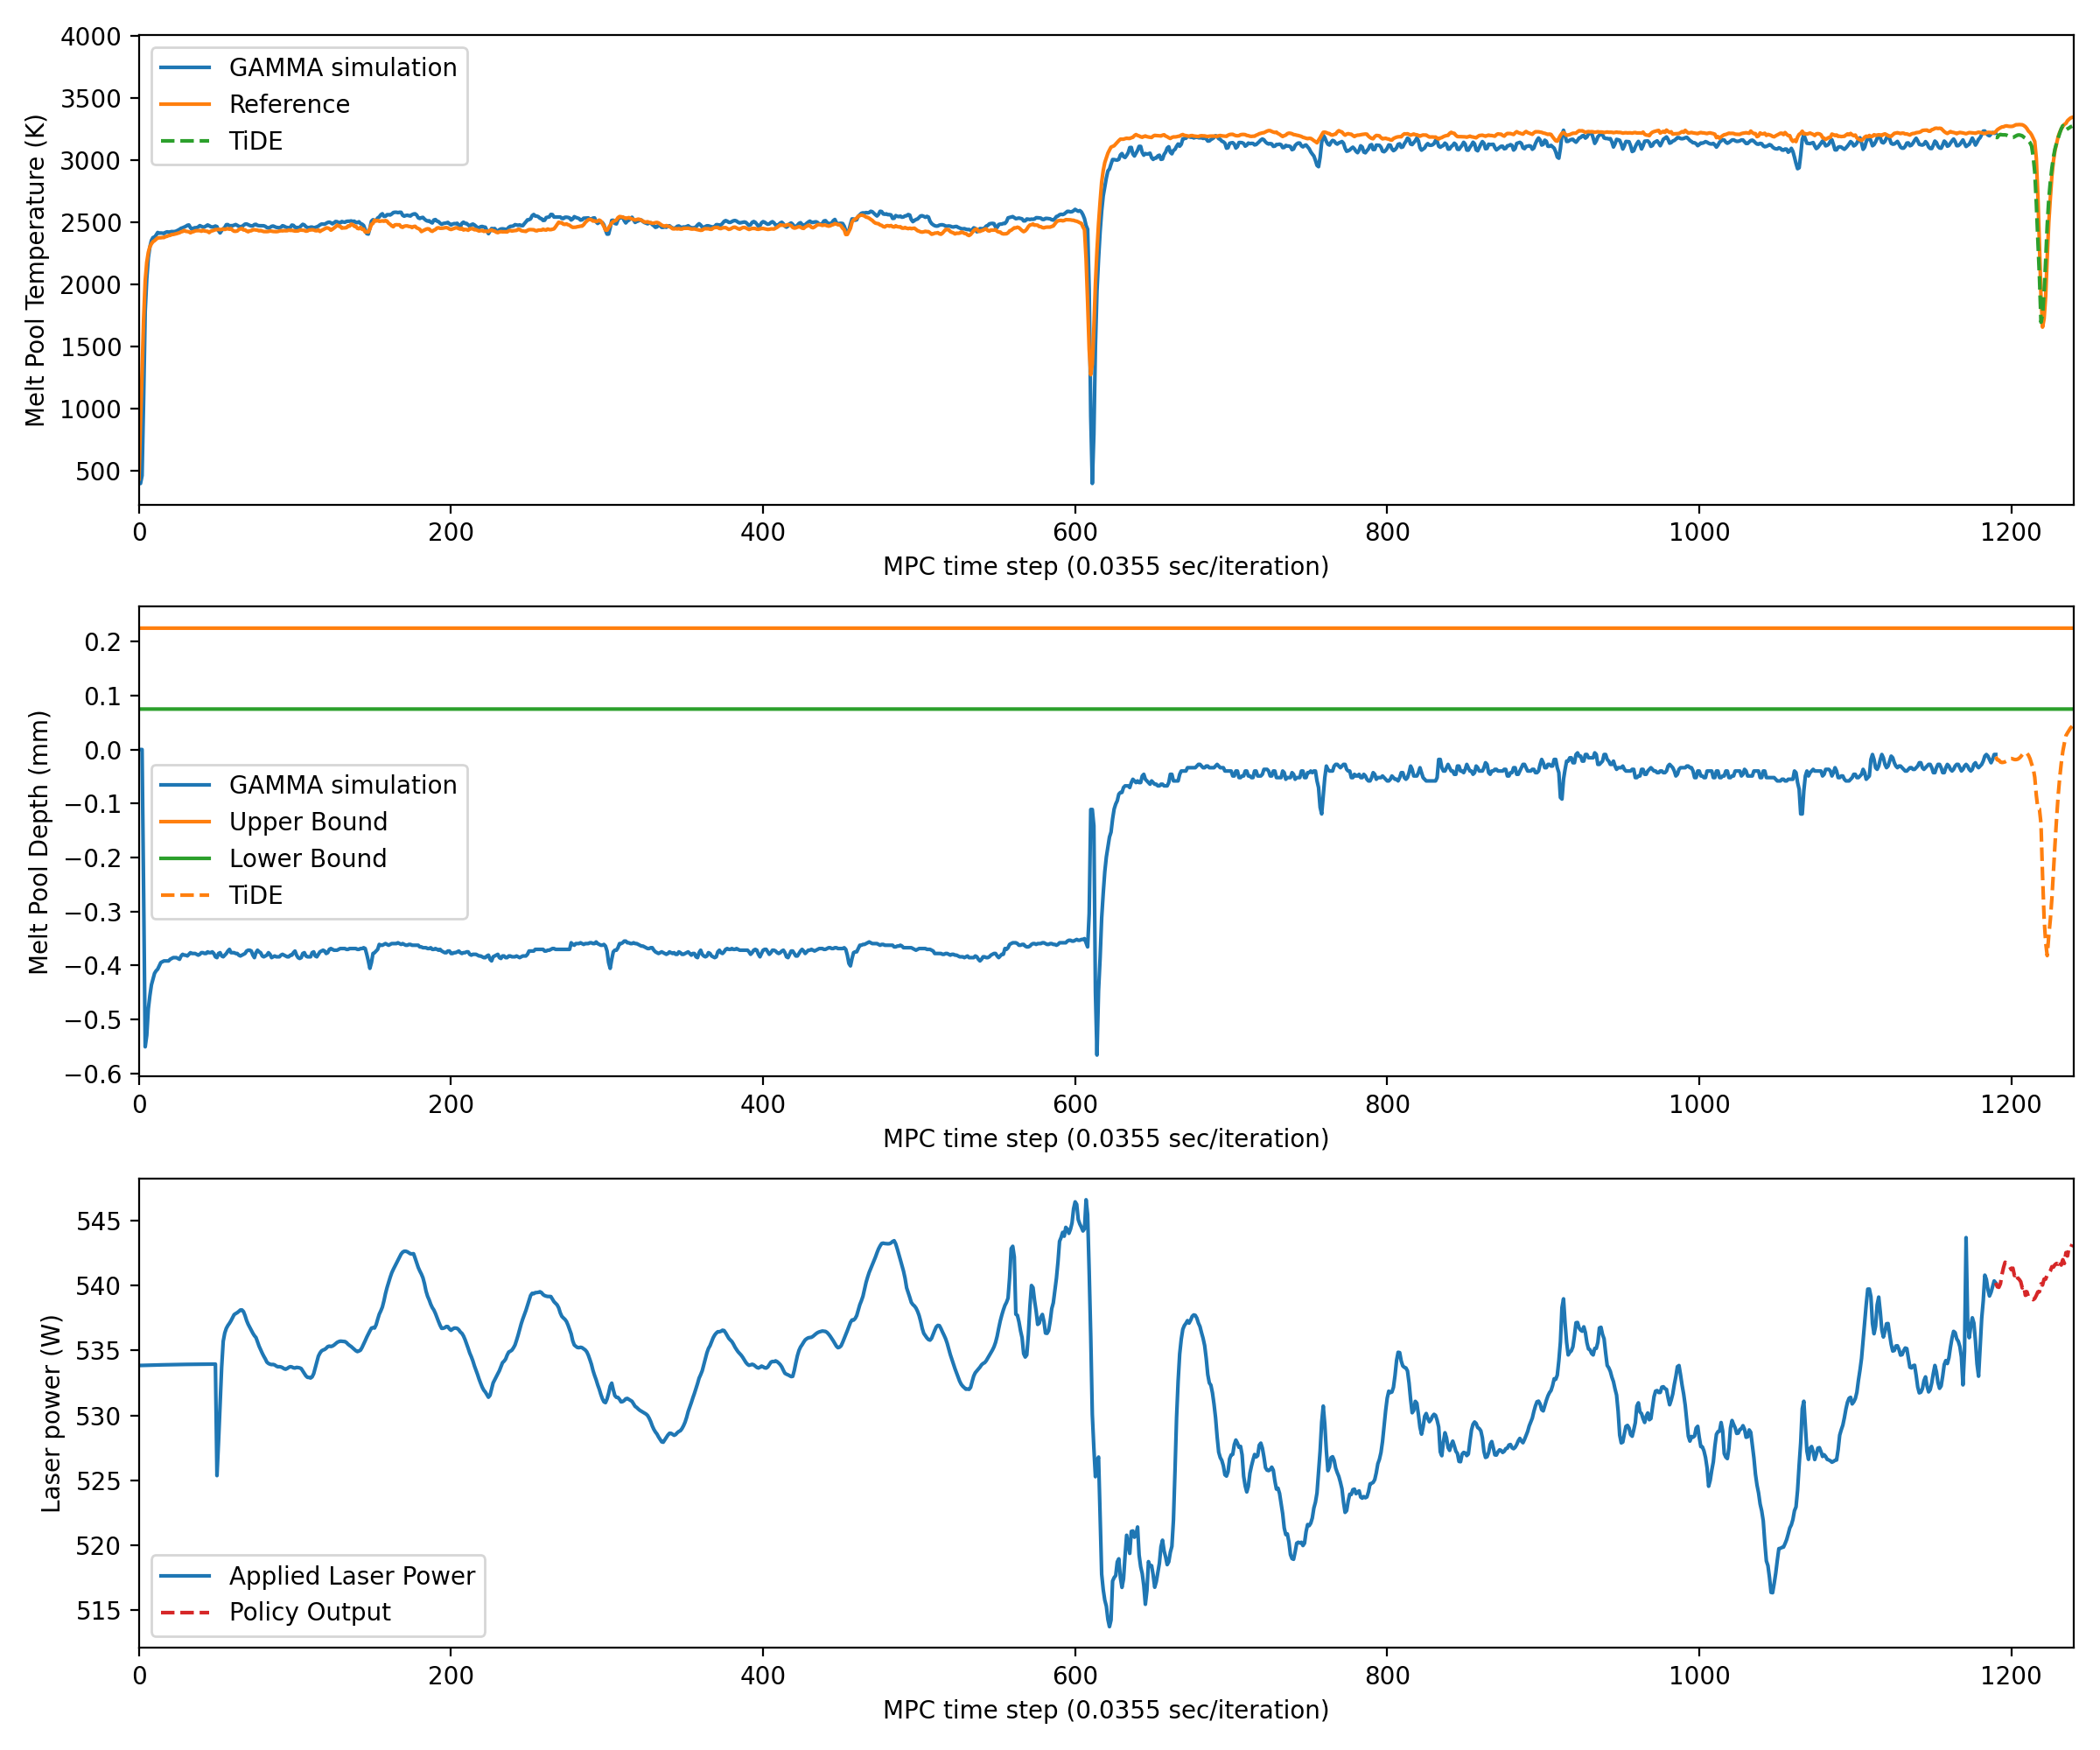 4000
3500
3000
2500
2000
1500
1000
500
Melt Pool Temperature (K)
GAMMA simulation
Reference
TiDE
0 200 400 600 800 1000 1200
MPC time step (0.0355 sec/iteration)
0.2
0.1
0.0
−0.1
−0.2
−0.3
−0.4
−0.5
−0.6
Melt Pool Depth (mm)
GAMMA simulation
Upper Bound
Lower Bound
TiDE
0 200 400 600 800 1000 1200
MPC time step (0.0355 sec/iteration)
545
540
535
530
525
520
515
Laser power (W)
Applied Laser Power
Policy Output
0 200 400 600 800 1000 1200
MPC time step (0.0355 sec/iteration)